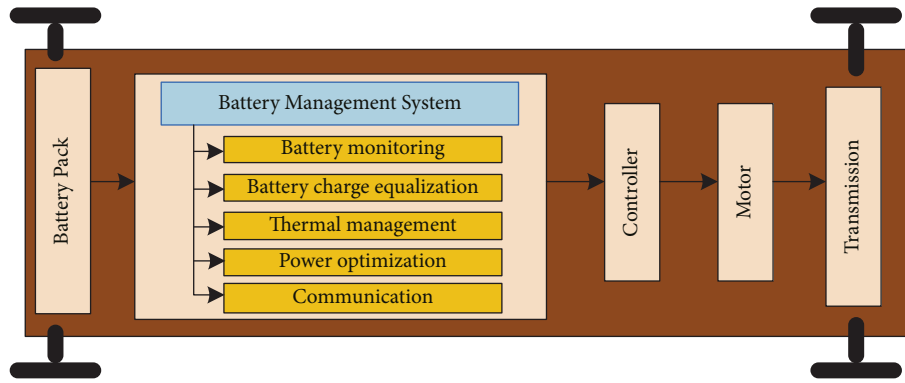 Battery Pack
Battery Management System
Battery monitoring
Battery charge equalization
Thermal management
Power optimization
Communication
Controller
Motor
Transmission